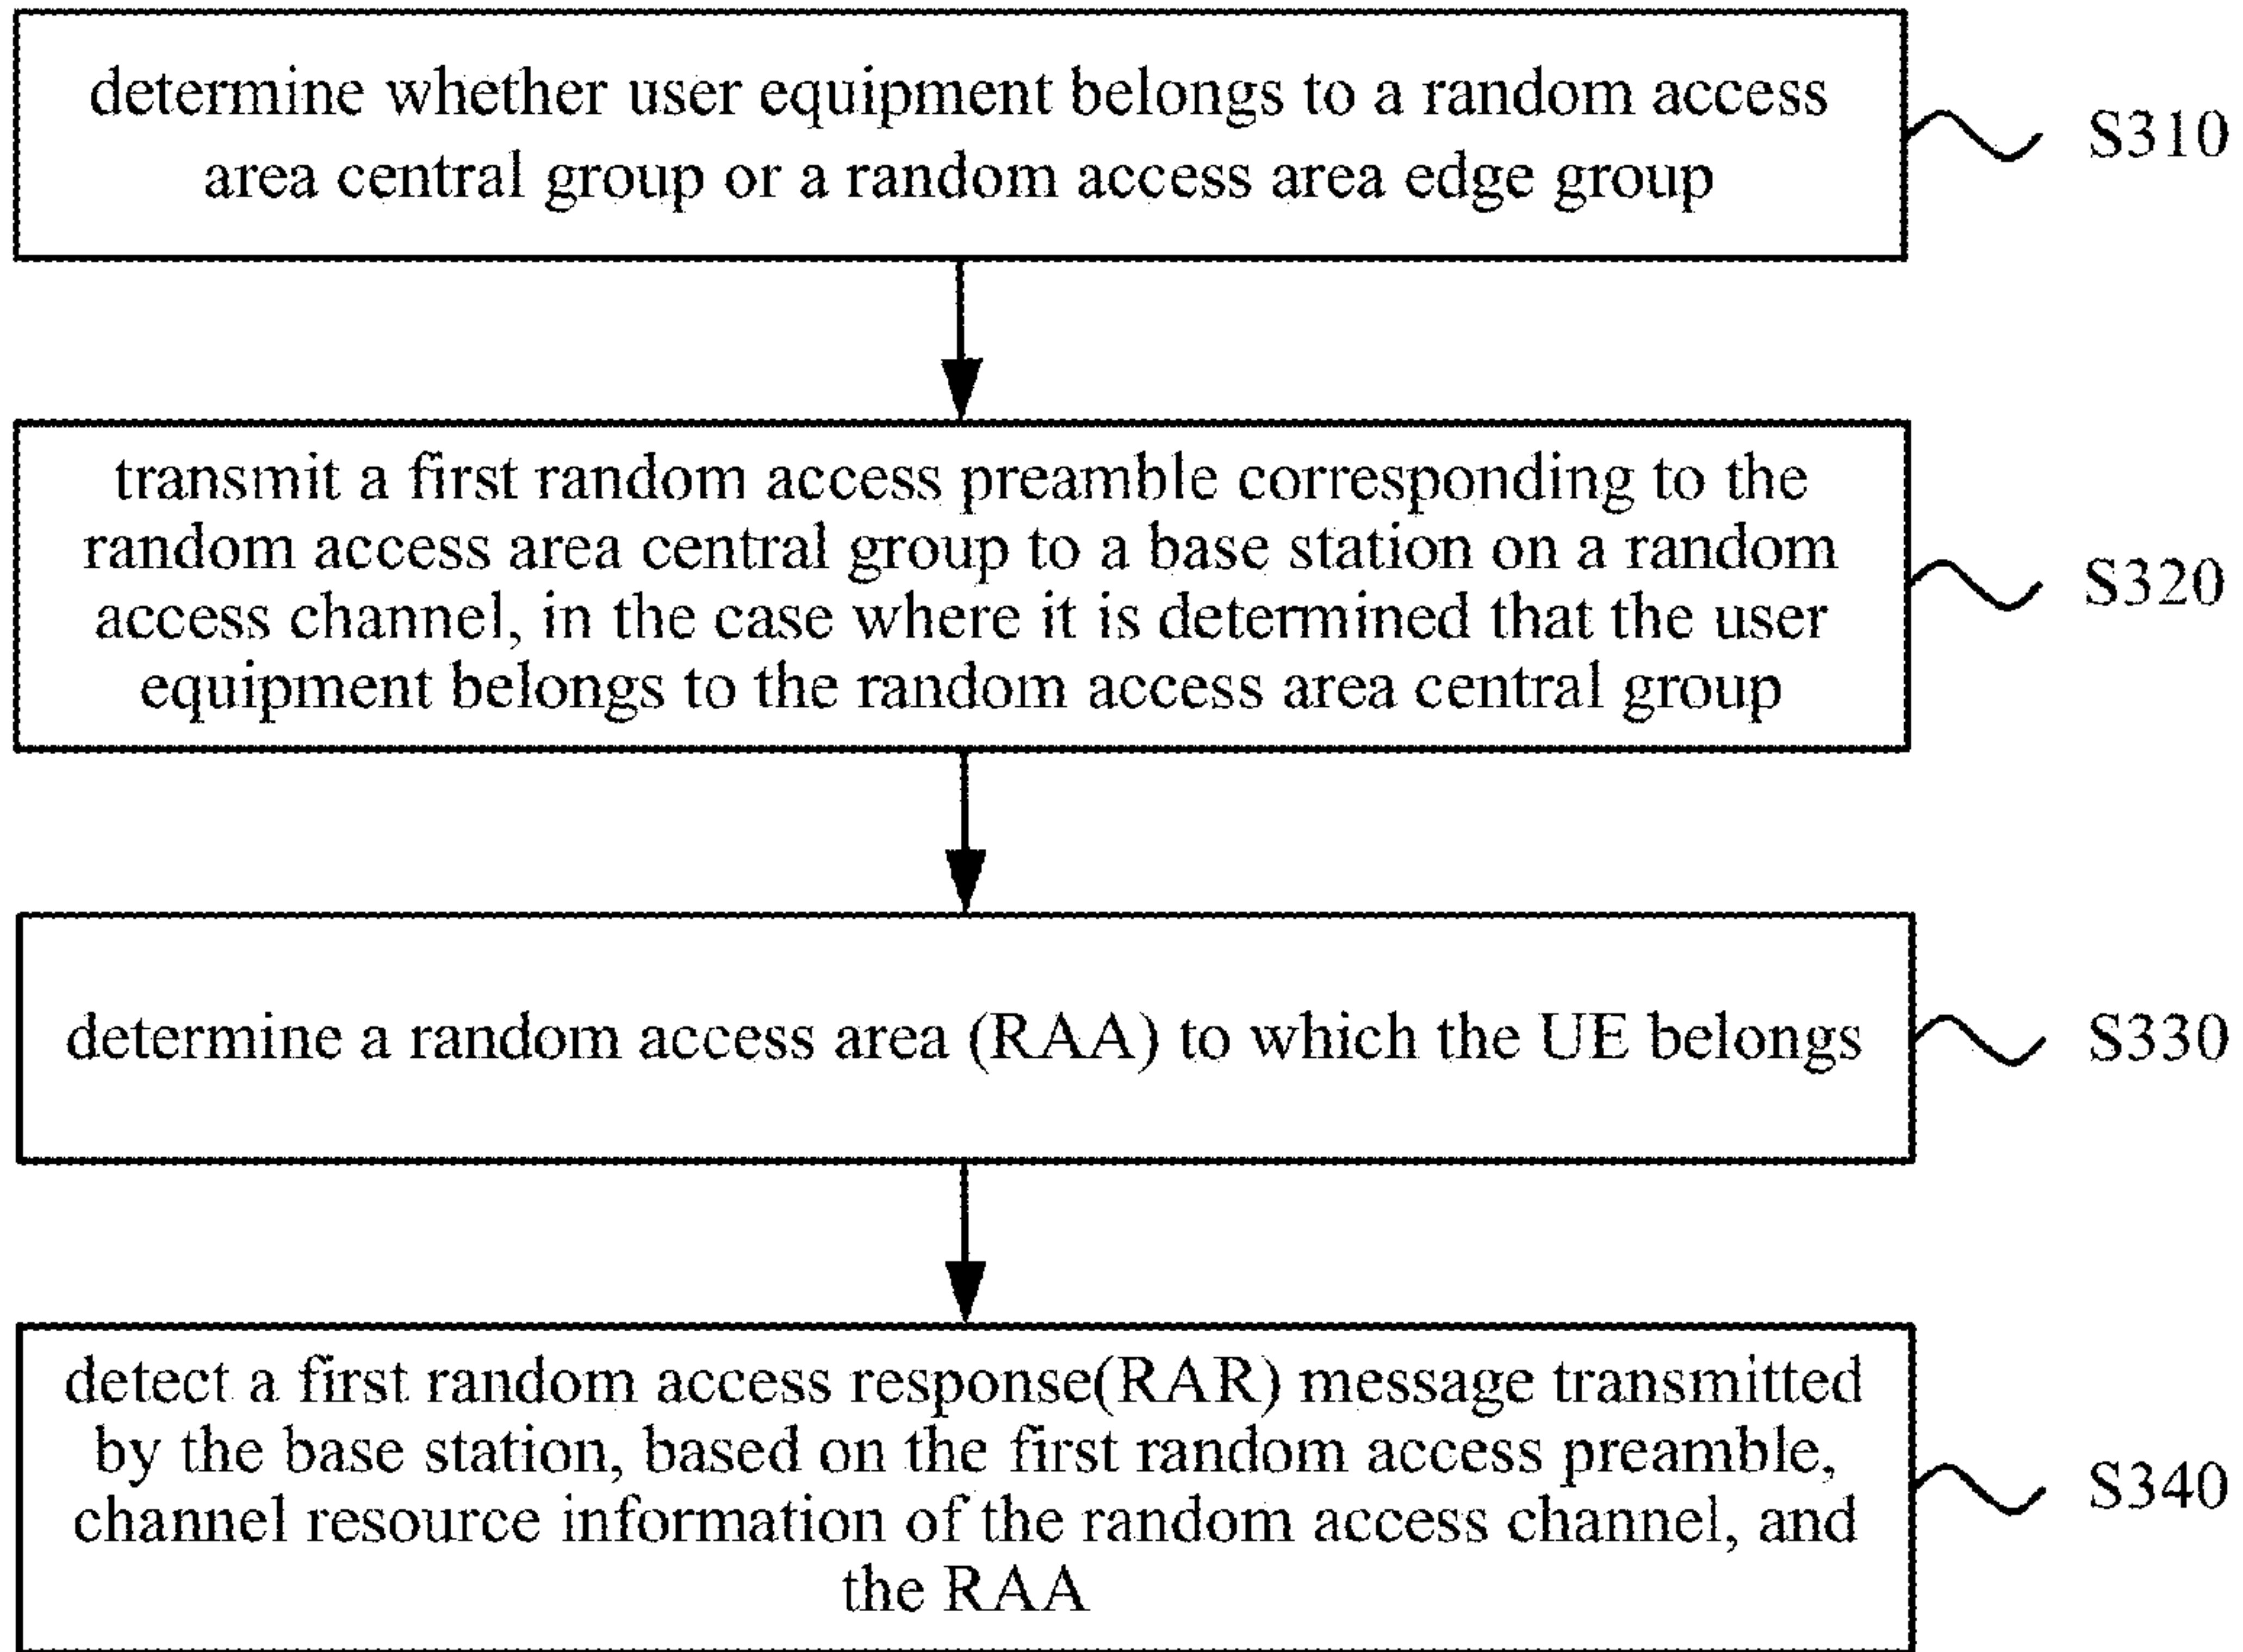 determine whether user equipment belongs to a random access
area central group or a random access area edge group
S310
transmit a first random access preamble corresponding to the
random access area central group to a base station on a random
access channel, in the case where it is determined that the user
equipment belongs to the random access area central group
S320
determine a random access area (RAA) to which the UE belongs
S330
detect a first random access response(RAR) message transmitted
by the base station, based on the first random access preamble,
channel resource information of the random access channel, and
the RAA
S340